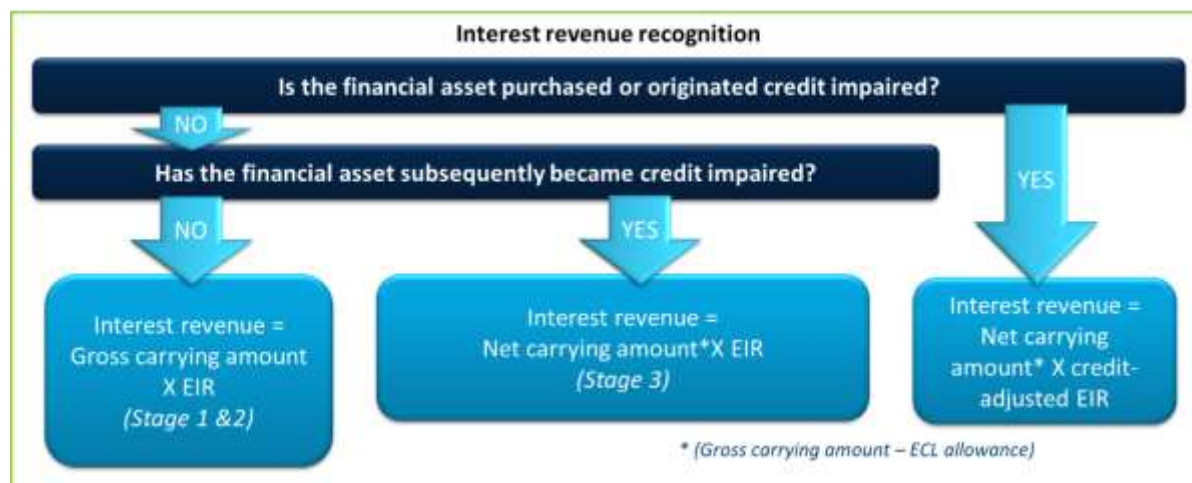 Interest revenue recognition
Is the financial asset purchased or originated credit impaired?
NO
Has the financial asset subsequently became credit impaired?
YES
NO
YES
Interest revenue =
Gross carrying amount
X EIR
(Stage 1 &2)
Interest revenue =
Net carrying amount*X EIR
(Stage 3)
Interest revenue =
Net carrying
amount* X credit-
adjusted EIR
* (Gross carrying amount – ECL allowance)